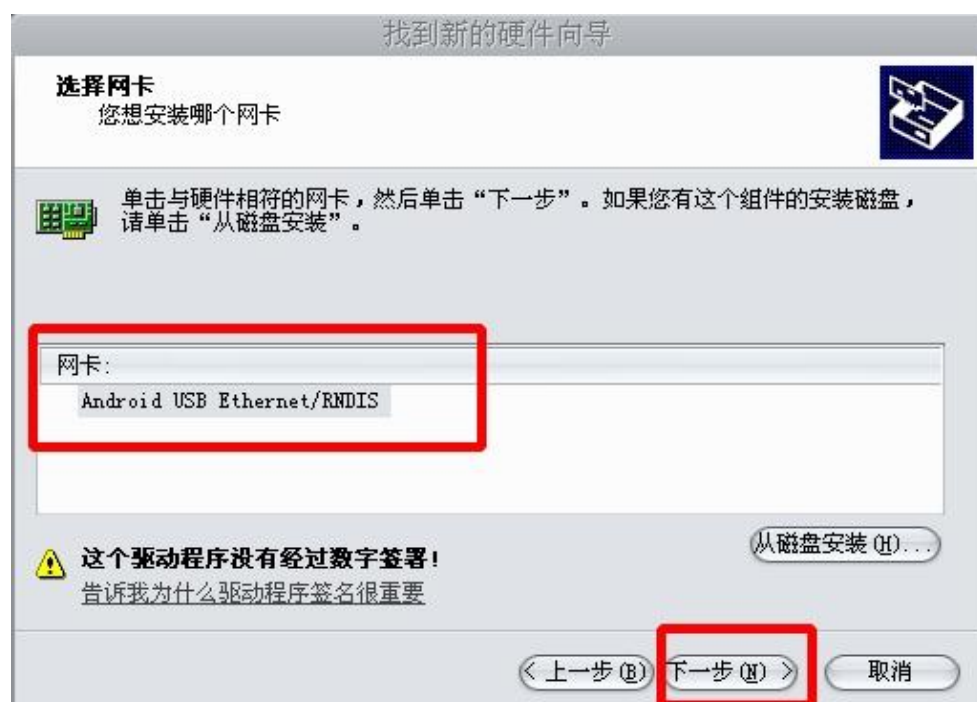 找到新的硬件向导
选择网卡
您想安装哪个网卡
单击与硬件相符的网卡，然后单击“下一步”。如果您有这个组件的安装磁盘，
请单击“从磁盘安装”。
网卡:
Android USB Ethernet/RNDIS
从磁盘安装(H)...
这个驱动程序没有经过数字签署!
告诉我为什么驱动程序签名很重要
< 上一步(B) 下一步(N) > 取消